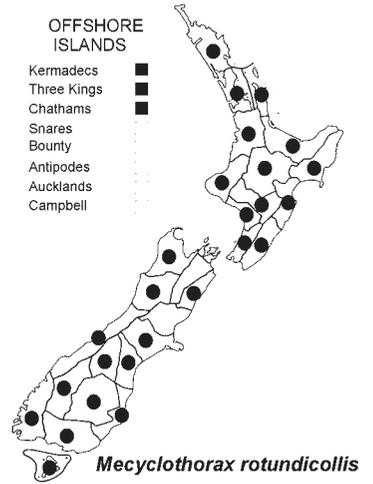 OFFSHORE
ISLANDS
Kermadecs
Three Kings
Chathams
Snares
Bounty
Antipodes
Aucklands
Campbell
Mecyclothorax rotundicollis